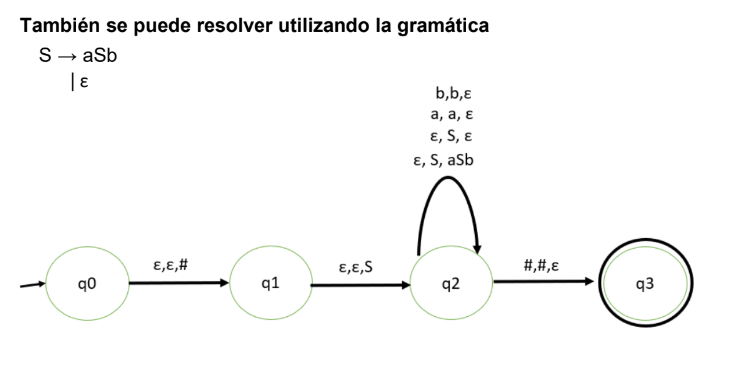 También se puede resolver utilizando la gramática
S → aSb
| ε
b,b,ε
a, a, ε
ε, S, ε
ε, S, aSb
ε,ε,#
ε,ε,S
#,#,ε
q0
q1
q2
q3